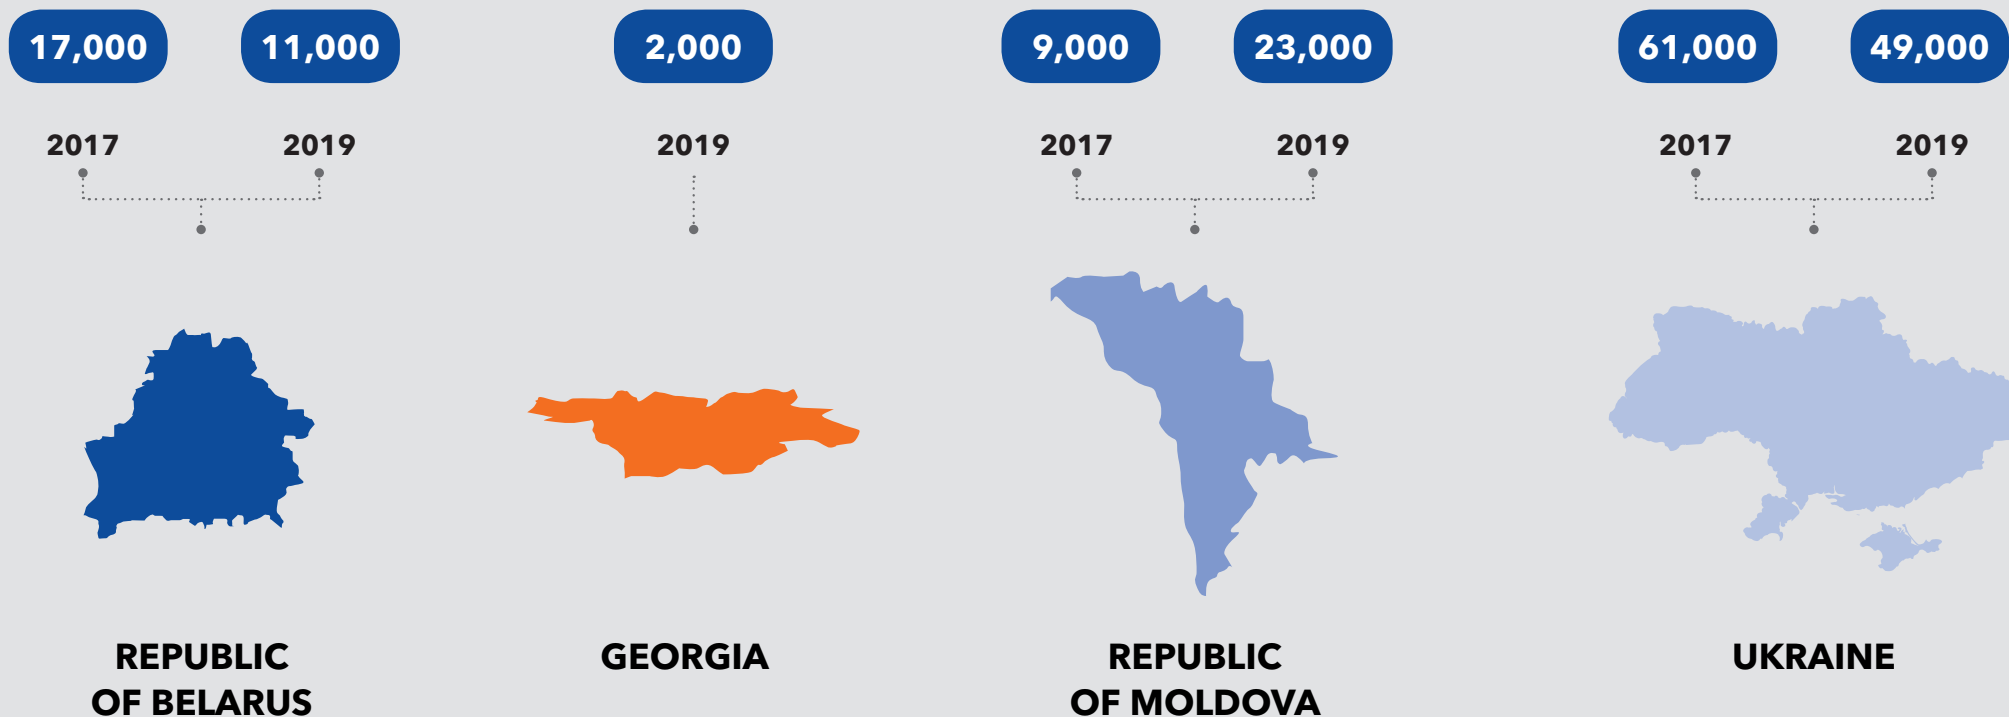 17,000 11,000 2,000 9,000 23,000 61,000 49,000
2017 2019 2019 2017 2019 2017 2019
REPUBLIC
OF BELARUS
GEORGIA
REPUBLIC
OF MOLDOVA
UKRAINE